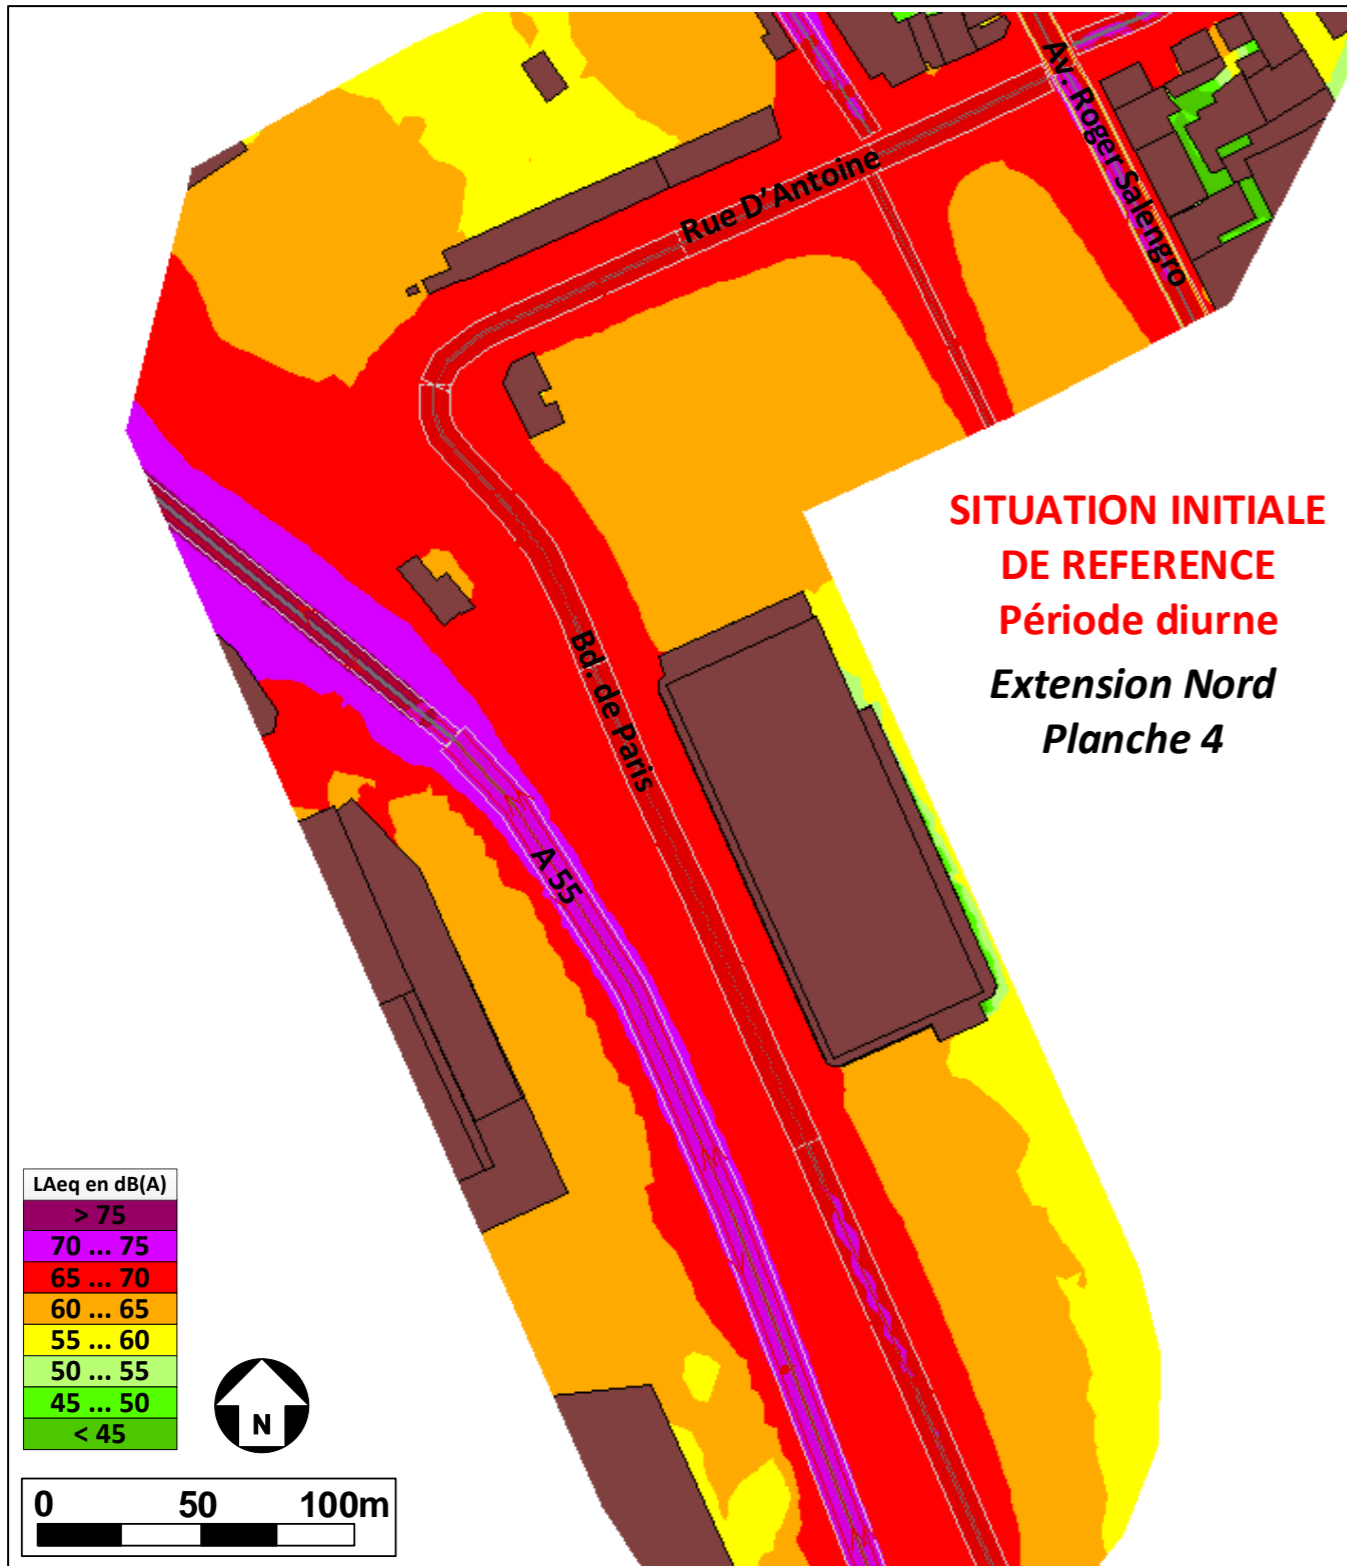 Av. Roger Salengro
Rue D’Antoine
SITUATION INITIALE
DE REFERENCE
Période diurne
Extension Nord
Planche 4
Bd. de Paris
A 55
LAeq en dB(A)
> 75
70 ... 75
65 ... 70
60 ... 65
55 ... 60
50 ... 55
45 ... 50
< 45
N
0 50 100m